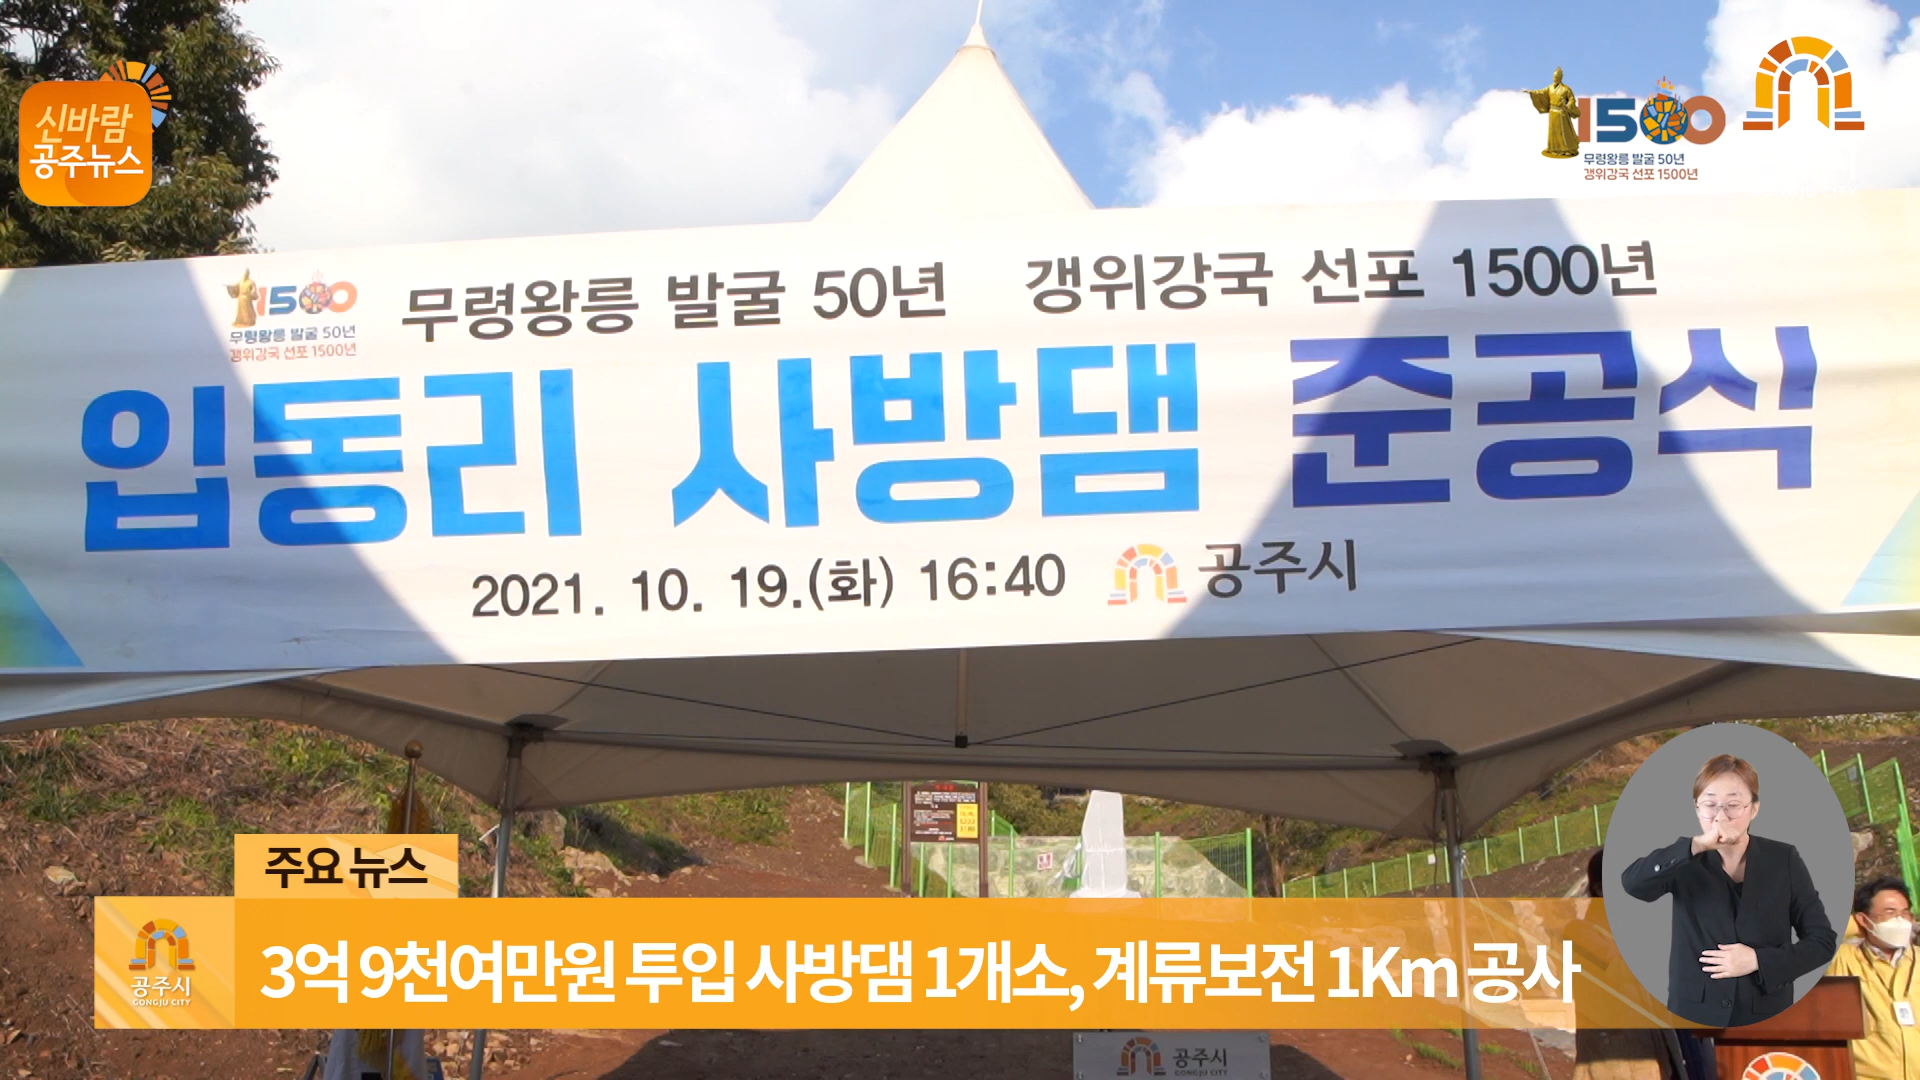 신바람
공주뉴스
1500
무령왕릉 발굴 50년
갱위강국 선포 1500년
1500
무령왕릉 발굴 50년
갱위강국 선포 1500년
무령왕릉 발굴 50년 갱위강국 선포 1500년
입동리 사방댐 준공식
2021. 10. 19.(화) 16:40 공주시
주요 뉴스
공주시
GONGJU CITY
3억 9천여만원 투입 사방댐 1개소, 계류보전 1Km 공사
공주시
GONGJU CITY